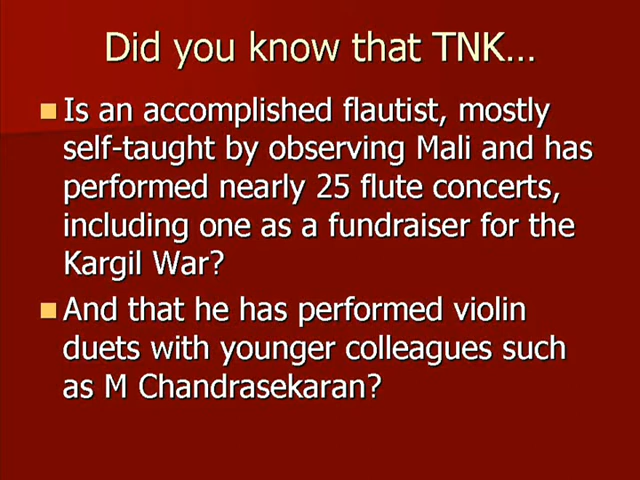 Did you know that TNK...
Is an accomplished flautist, mostly
self-taught by observing Mali and has
performed nearly 25 flute concerts,
including one as a fundraiser for the
Kargil War?
And that he has performed violin
duets with younger colleagues such
as M Chandrasekaran?